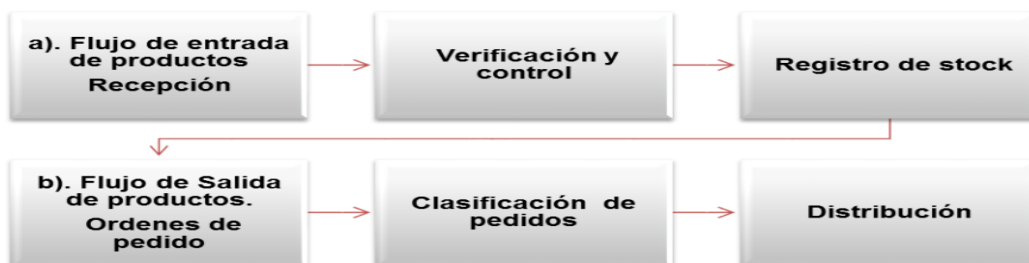 a). Flujo de entrada
de productos
Recepción
Verificación y
control
Registro de stock
b). Flujo de Salida
de productos.
Ordenes de
pedido
Clasificación de
pedidos
Distribución